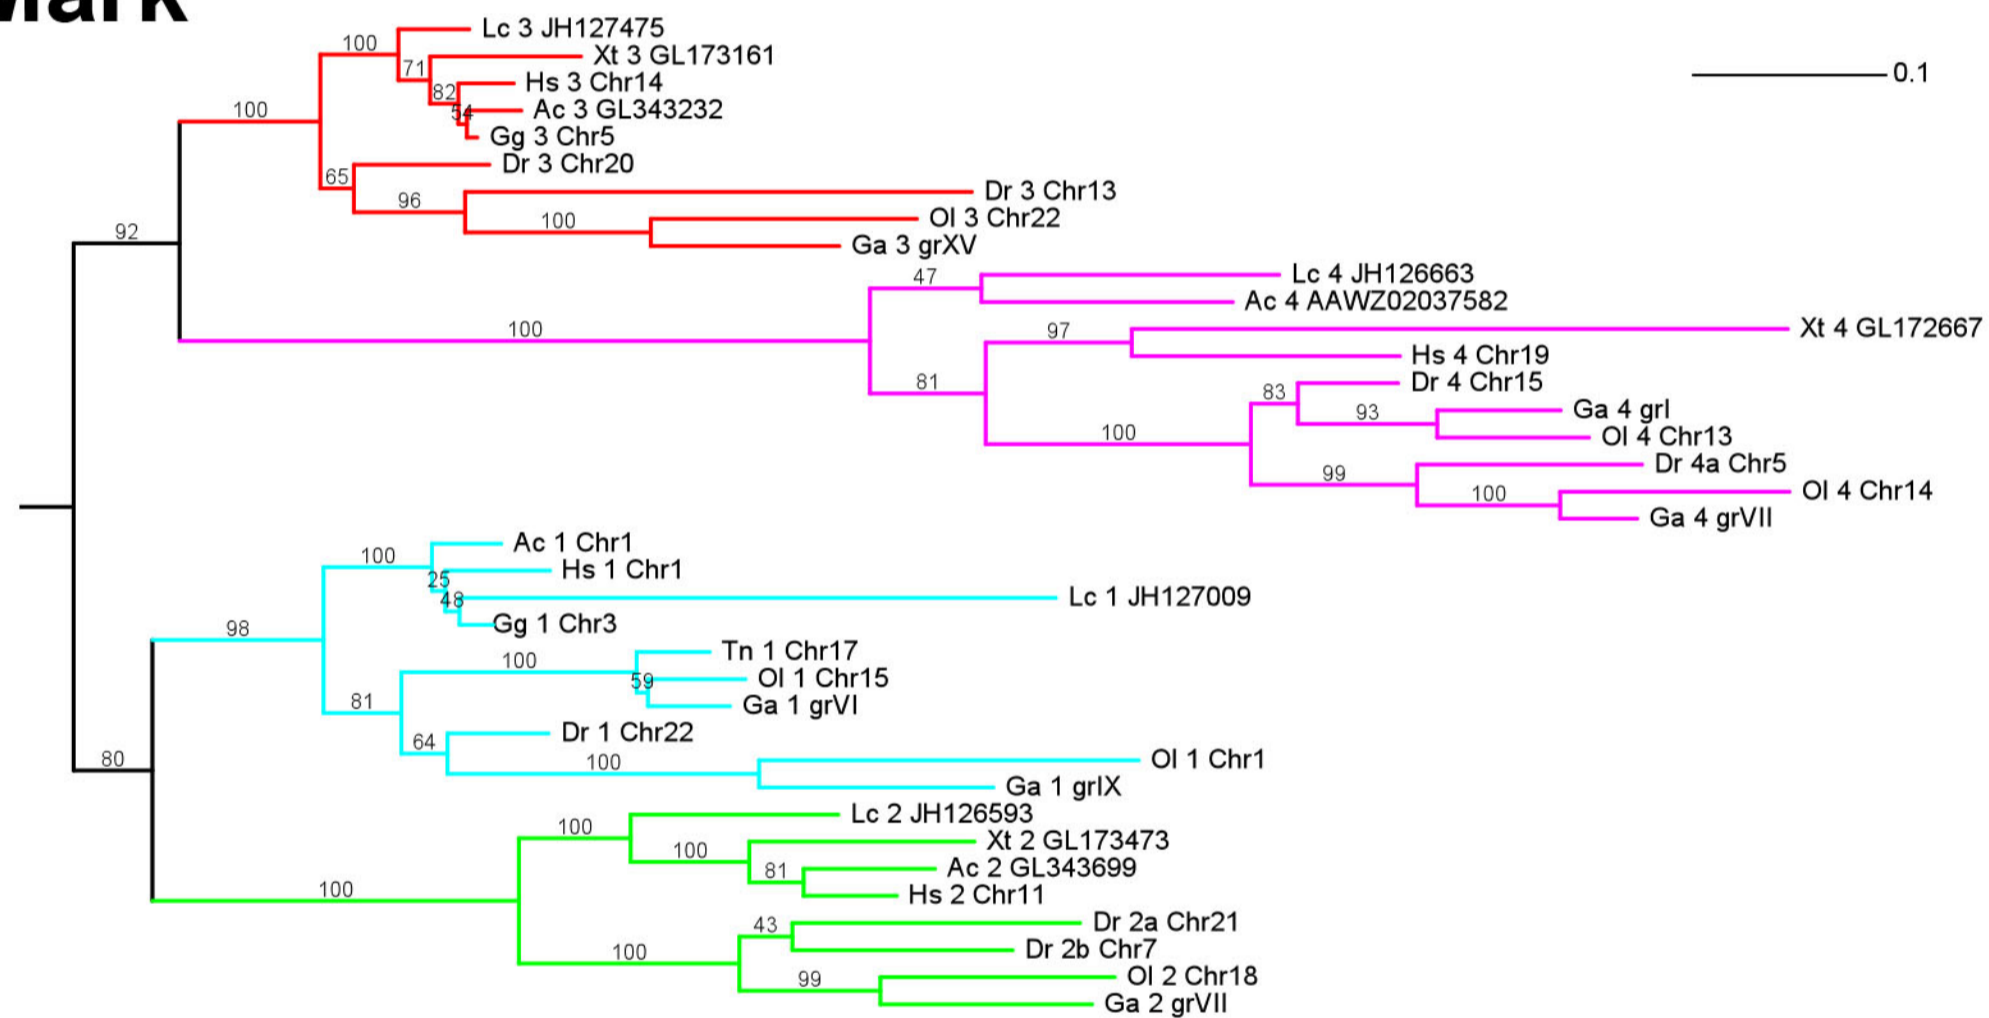 Lc 3 JH127475
100
Xt 3 GL173161
71
0.1
Hs 3 Chr14
82
Ac 3 GL343232
54
100
Gg 3 Chr5
Dr 3 Chr20
65
Dr 3 Chr13
96
Ol 3 Chr22
100
92
Ga 3 grXV
Lc 4 JH126663
47
Ac 4 AAWZ02037582
Xt 4 GL172667
100
97
Hs 4 Chr19
Dr 4 Chr15
81
83
Ga 4 grI
93
Ol 4 Chr13
100
Dr 4a Chr5
99
Ol 4 Chr14
100
Ga 4 grVII
Ac 1 Chr1
100
Hs 1 Chr1
25
Lc 1 JH127009
48
Gg 1 Chr3
98
Tn 1 Chr17
100
Ol 1 Chr15
59
Ga 1 grVI
81
Dr 1 Chr22
64
Ol 1 Chr1
80
100
Ga 1 grIX
Lc 2 JH126593
100
Xt 2 GL173473
100
Ac 2 GL343699
81
Hs 2 Chr11
100
Dr 2a Chr21
43
Dr 2b Chr7
100
Ol 2 Chr18
99
Ga 2 grVII